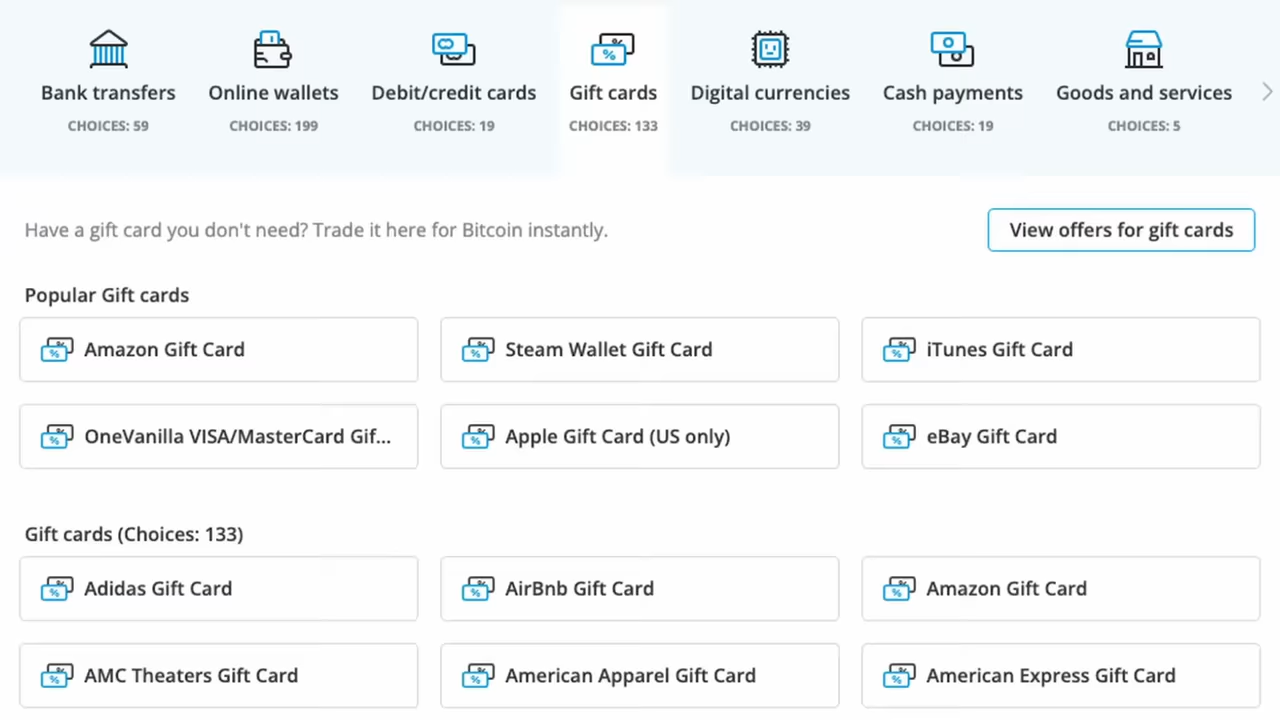 Bank transfers
CHOICES: 59
Online wallets
CHOICES: 199
Debit/credit cards
CHOICES: 19
Gift cards
CHOICES: 133
Digital currencies
CHOICES: 39
Cash payments
CHOICES: 19
Goods and services
CHOICES: 5
Have a gift card you don't need? Trade it here for Bitcoin instantly.
View offers for gift cards
Popular Gift cards
Amazon Gift Card
Steam Wallet Gift Card
iTunes Gift Card
OneVanilla VISA/MasterCard Gif...
Apple Gift Card (US only)
eBay Gift Card
Gift cards (Choices: 133)
Adidas Gift Card
AirBnb Gift Card
Amazon Gift Card
AMC Theaters Gift Card
American Apparel Gift Card
American Express Gift Card